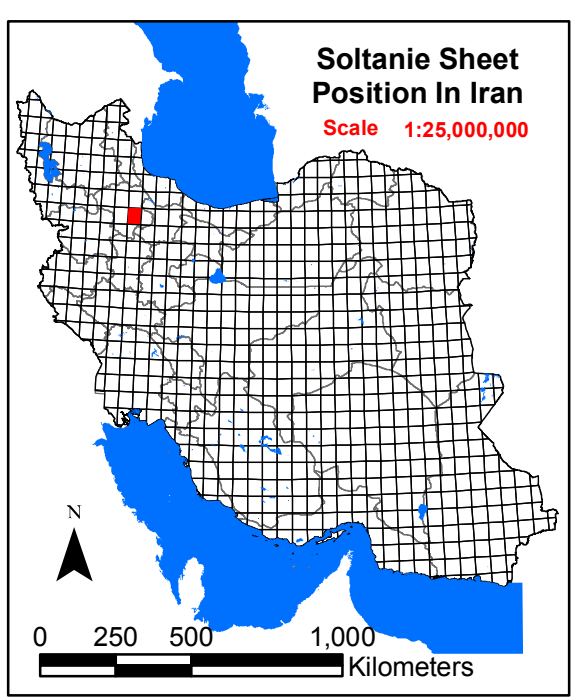 Soltanie Sheet
Position In Iran
Scale 1:25,000,000
N
0 250 500 1,000
Kilometers